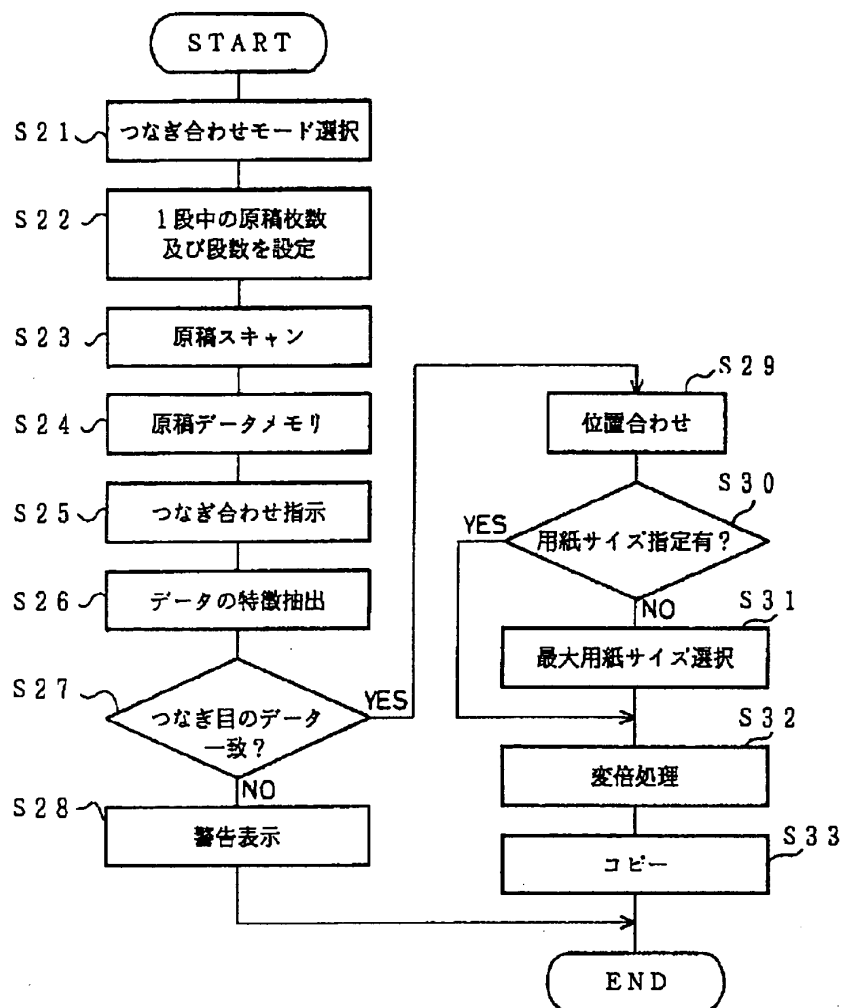 START
S21
つなぎ合わせモード選択
S22
1段中の原稿枚数
及び段数を設定
S23
原稿スキャン
S24
原稿データメモリ
S25
つなぎ合わせ指示
S26
データの特徴抽出
S27
つなぎ目のデータ
一致?
YES
NO
S28
警告表示
S29
位置合わせ
S30
用紙サイズ指定有?
YES
NO
S31
最大用紙サイズ選択
S32
変倍処理
S33
コピー
END